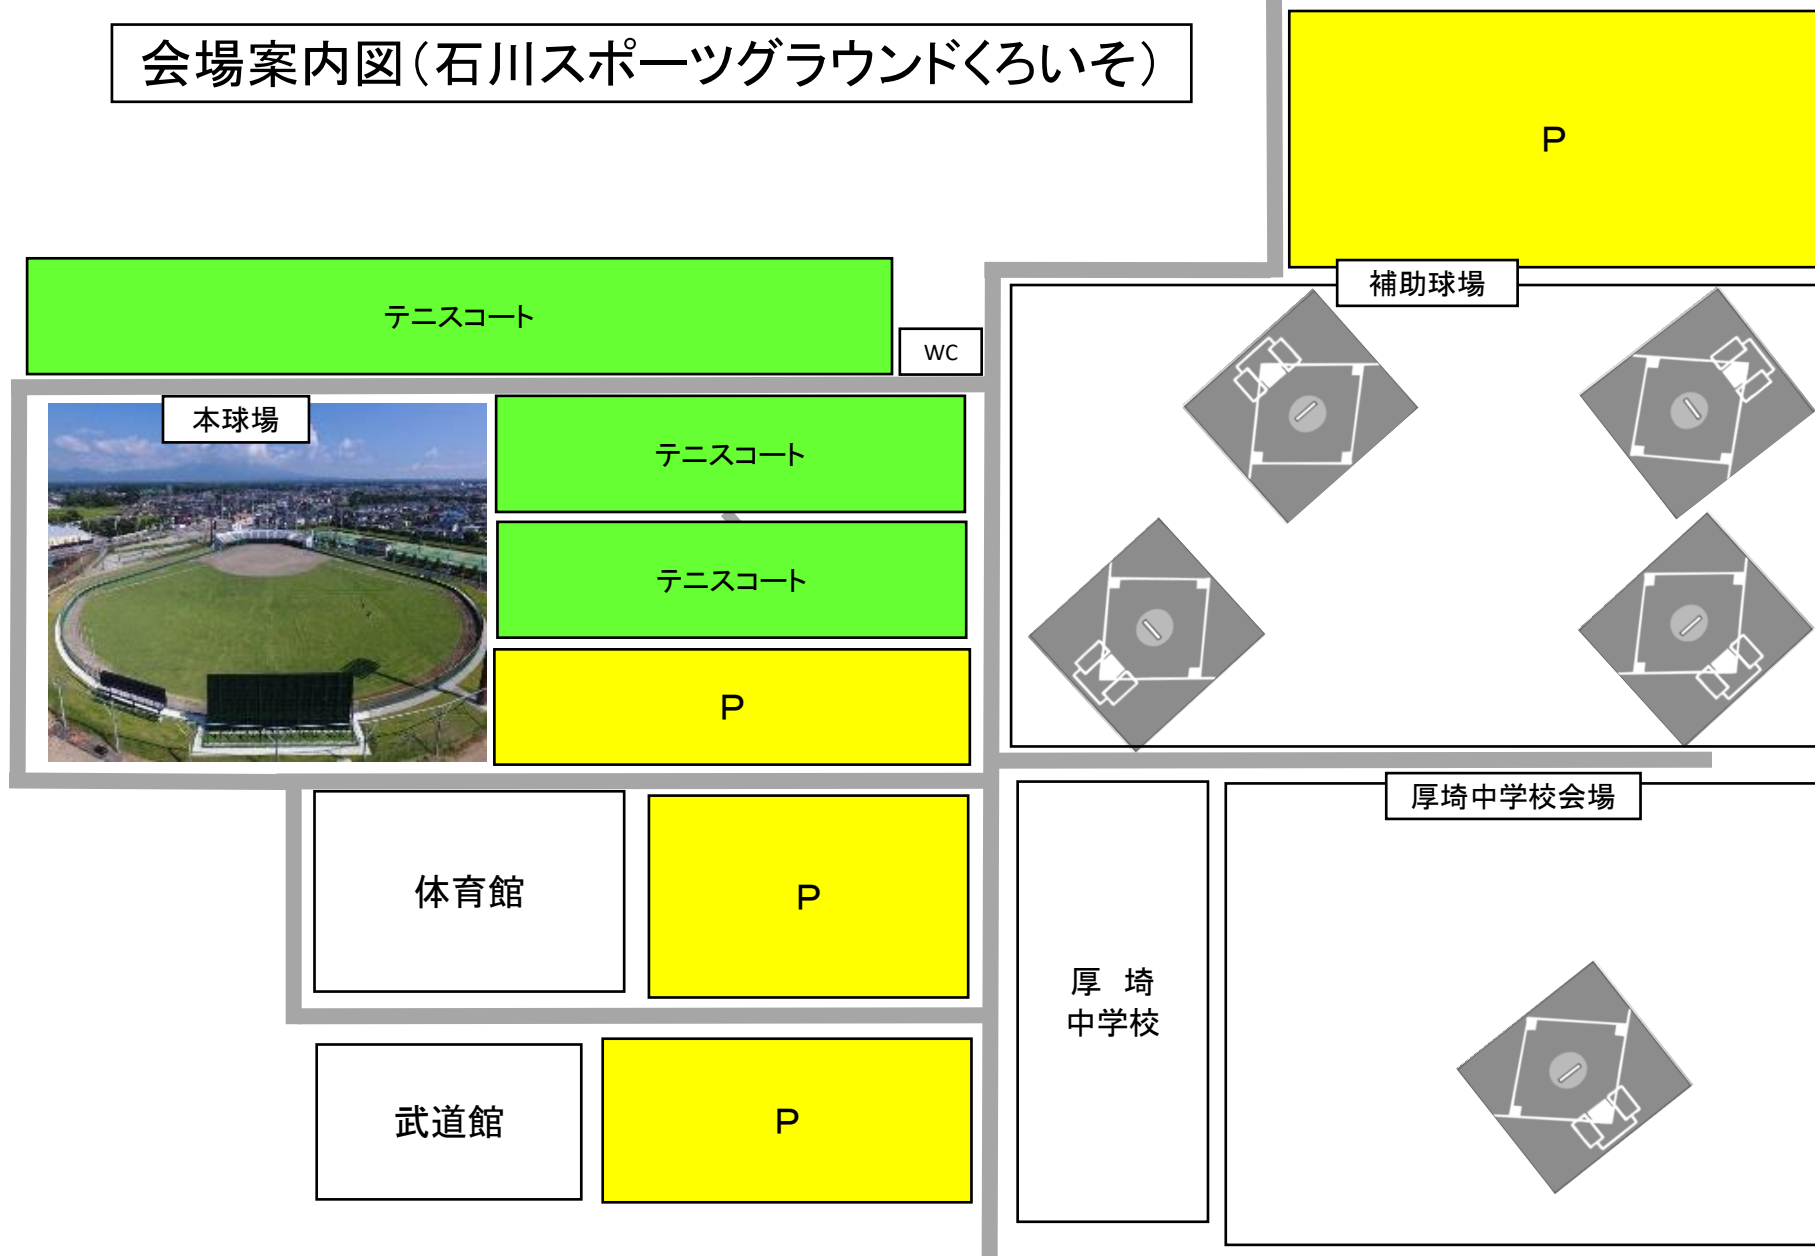 会場案内図(石川スポーツグラウンドくろいそ)
P
補助球場
テニスコート
WC
本球場
テニスコート
テニスコート
P
厚埼中学校会場
体育館
P
厚 埼
中学校
武道館
P